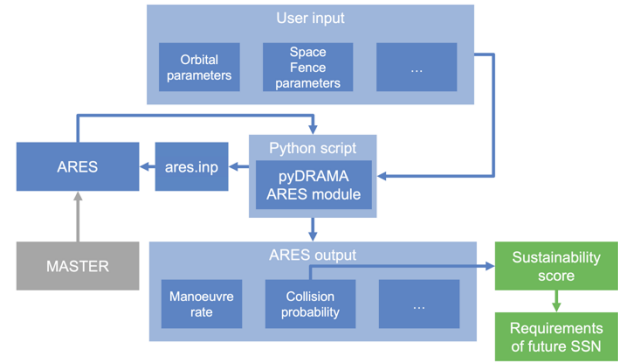 User input
Orbital
parameters
Space
Fence
parameters
...
Python script
pyDRAMA
ARES module
ares.inp
ARES
MASTER
ARES output
Manoeuvre
rate
Collision
probability
...
Sustainability
score
Requirements
of future SSN